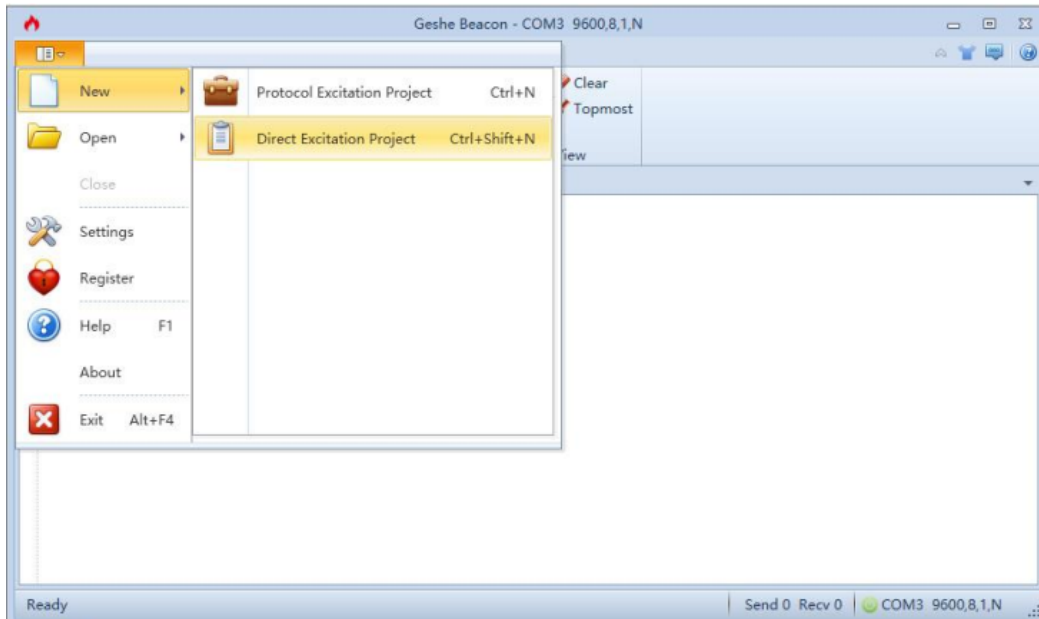 Geshe Beacon - COM3 9600,8,1,N
New
Protocol Excitation Project Ctrl+N
Clear
Direct Excitation Project Ctrl+Shift+N
Topmost
Open
Close
Settings
Register
Help F1
About
Exit Alt+F4
Ready
Send 0 Recv 0
COM3 9600,8,1,N